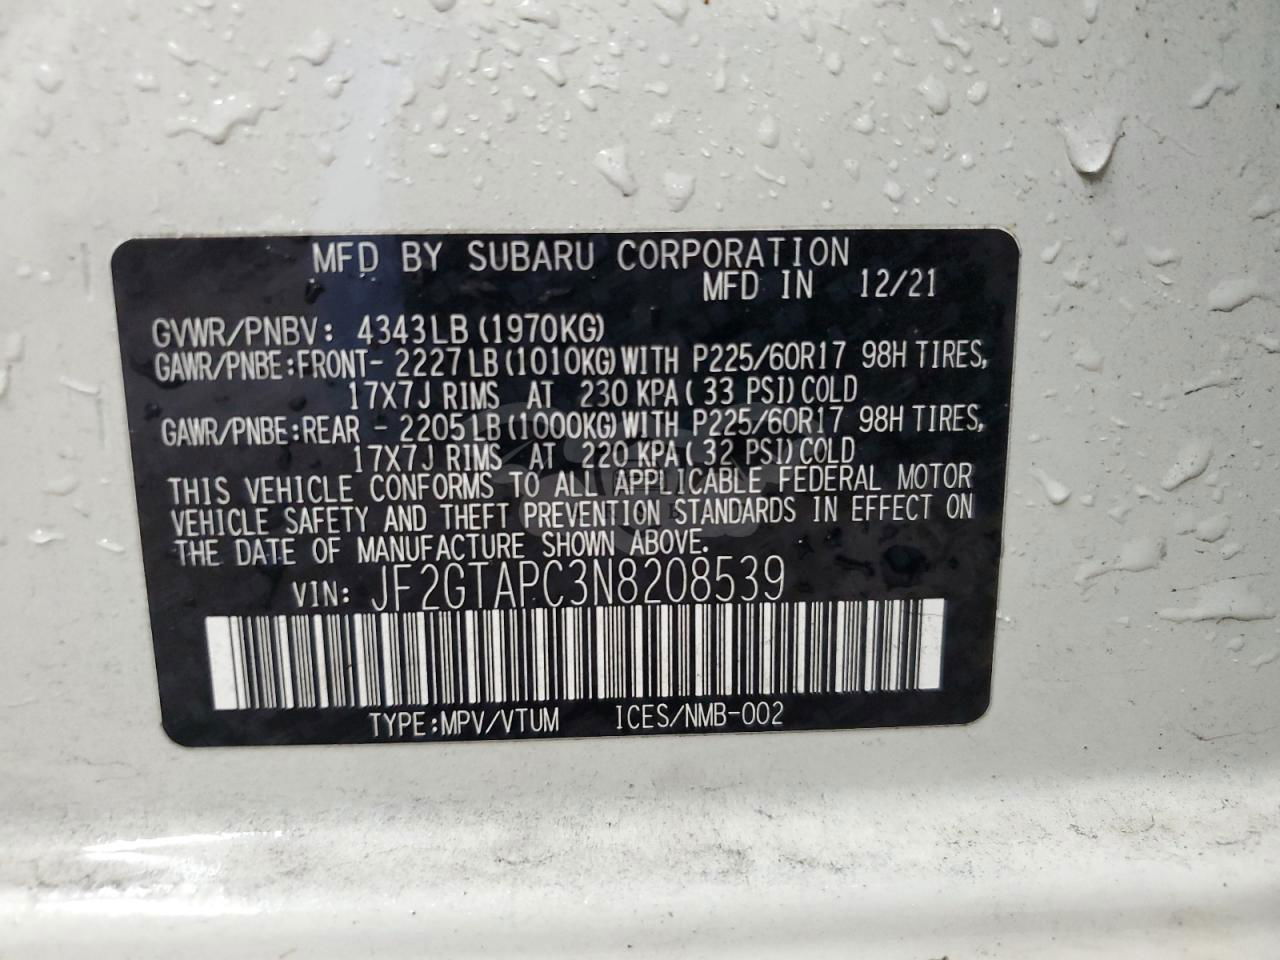 MFD BY SUBARU CORPORATION
MFD IN 12/21
GVWR/PNBV: 4343LB(1970KG)
GAWR/PNBE:FRONT- 2227LB(1010KG)WITH P225/60R17 98H TIRES,
17X7J RIMS AT 230 KPA( 33 PSI)COLD
GAWR/PNBE:REAR - 2205LB(1000KG)WITH P225/60R17 98H TIRES,
17X7J RIMS AT 220 KPA( 32 PSI)COLD
THIS VEHICLE CONFORMS TO ALL APPLICABLE FEDERAL MOTOR
VEHICLE SAFETY AND THEFT PREVENTION STANDARDS IN EFFECT ON
THE DATE OF MANUFACTURE SHOWN ABOVE.
VIN: JF2GTAPC3N8208539
TYPE:MPV/VTUM ICES/NMB-002